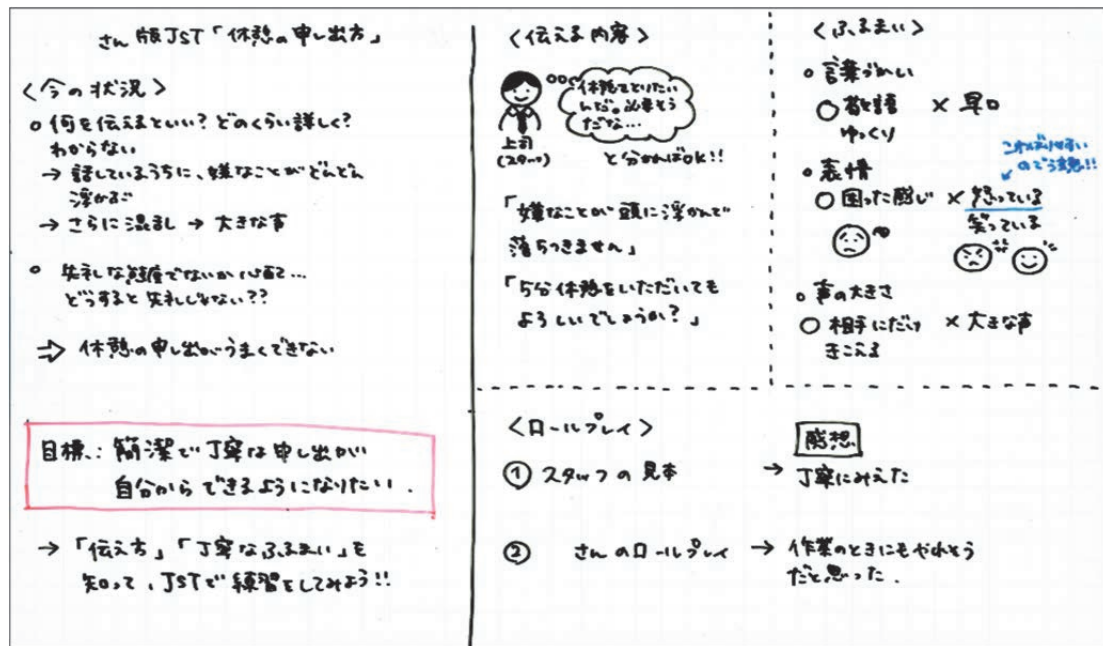 さん 版JST「休憩の申し出方」
<今の状況>
○ 何を伝えるといい？どのくらい詳しく？
わからない
→ 話しているうちに、嫌なことがどんどん
浮かぶ
→ さらに混乱 → 大きな声
○ 失礼な態度でないか心配…
どうすると失礼じゃない??
⇒ 休憩の申し出がうまくできない
目標：簡潔で丁寧な申し出が
自分からできるようになりたい.
→「伝え方」「丁寧なふるまい」を
知って、JSTで練習をしてみよう!!
<伝える内容>
休憩をとりたい
んだ。必要そう
だな…
上司
(スタッフ)
と分かればOK!!
「嫌なことが頭に浮かんで
落ちつきません」
「5分休憩をいただいても
よろしいでしょうか？」
<ふるまい>
○ 言葉づかい
○ 敬語 × 早口
ゆっくり
○ 表情
のでう注意!!
○ 困った感じ × 怒っている
笑っている
○ 声の大きさ
○ 相手にだけ × 大きな声
きこえる
<ロールプレイ>
感想
① スタッフの見本 → 丁寧にみえた
② さんのロールプレイ → 作業のときにもやれそう
だと思った.